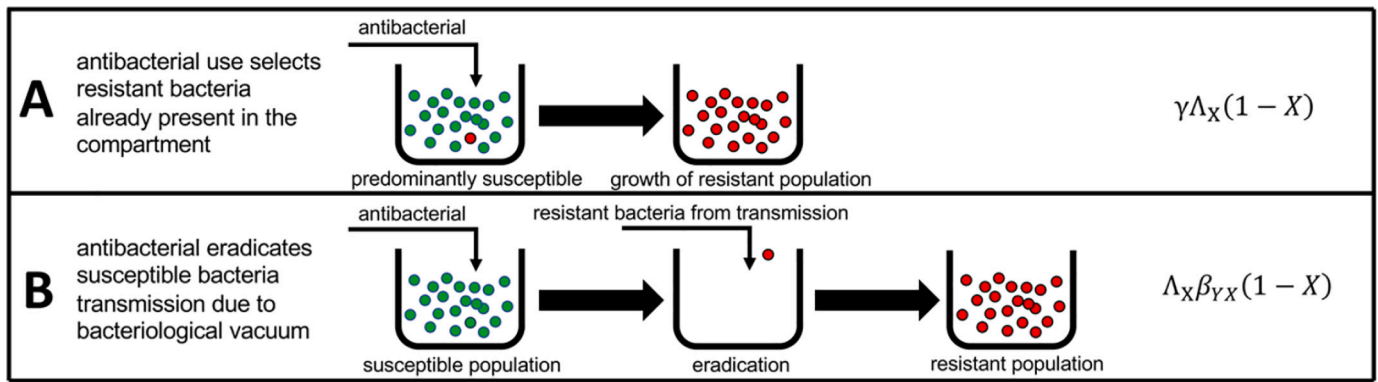 A
antibacterial use selects
resistant bacteria
already present in the
compartment
antibacterial
predominantly susceptible
growth of resistant population
γΛ_X(1 − X)
B
antibacterial eradicates
susceptible bacteria
transmission due to
bacteriological vacuum
antibacterial
resistant bacteria from transmission
susceptible population
eradication
resistant population
Λ_Xβ_YX(1 − X)